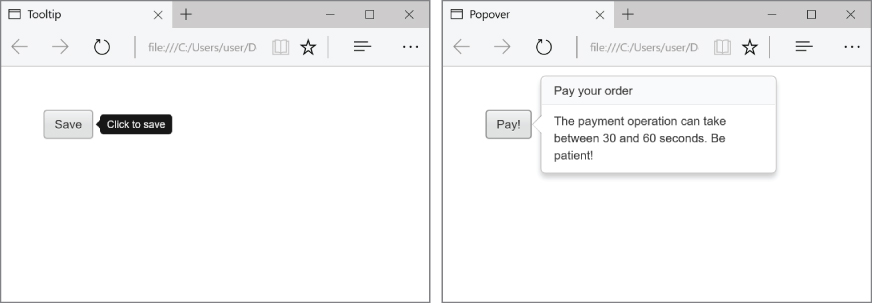 Tooltip
file:///C:/Users/user/D
Save
Click to save
Popover
file:///C:/Users/user/D
Pay!
Pay your order
The payment operation can take
between 30 and 60 seconds. Be
patient!